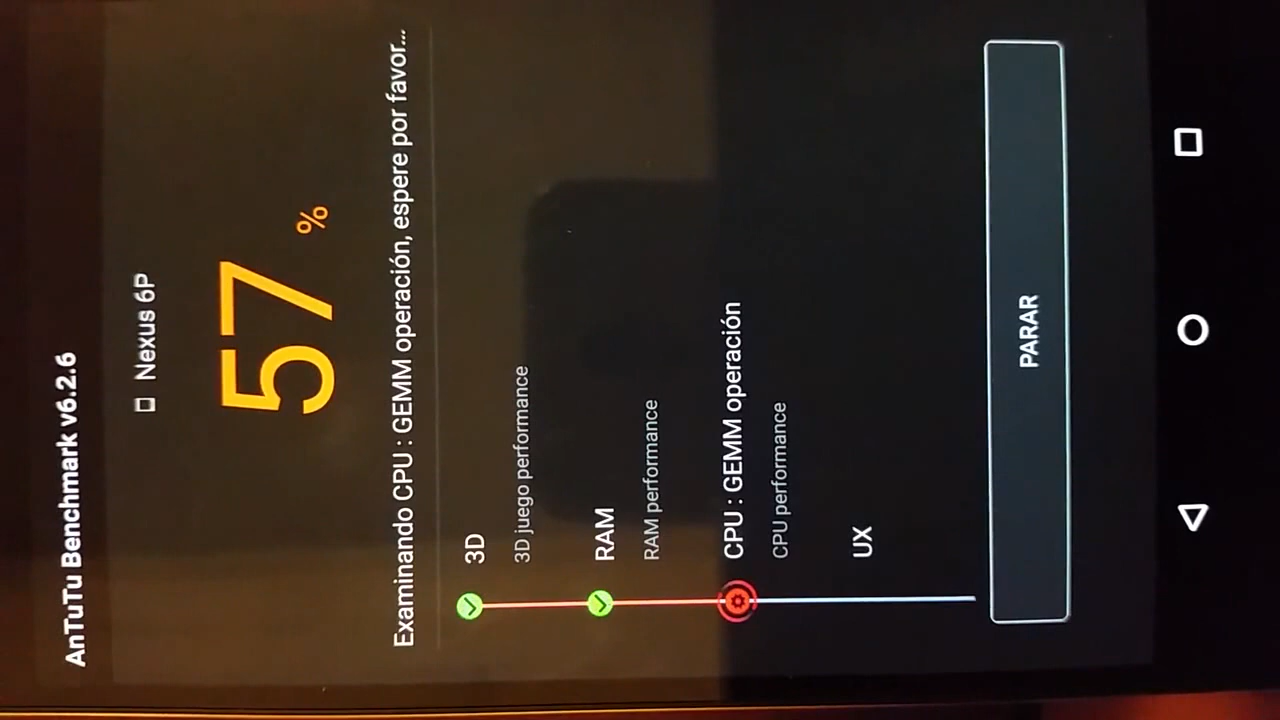 AnTuTu Benchmark v6.2.6
Nexus 6P
57 %
Examinando CPU : GEMM operación, espere por favor...
3D
3D juego performance
RAM
RAM performance
CPU : GEMM operación
CPU performance
UX
PARAR